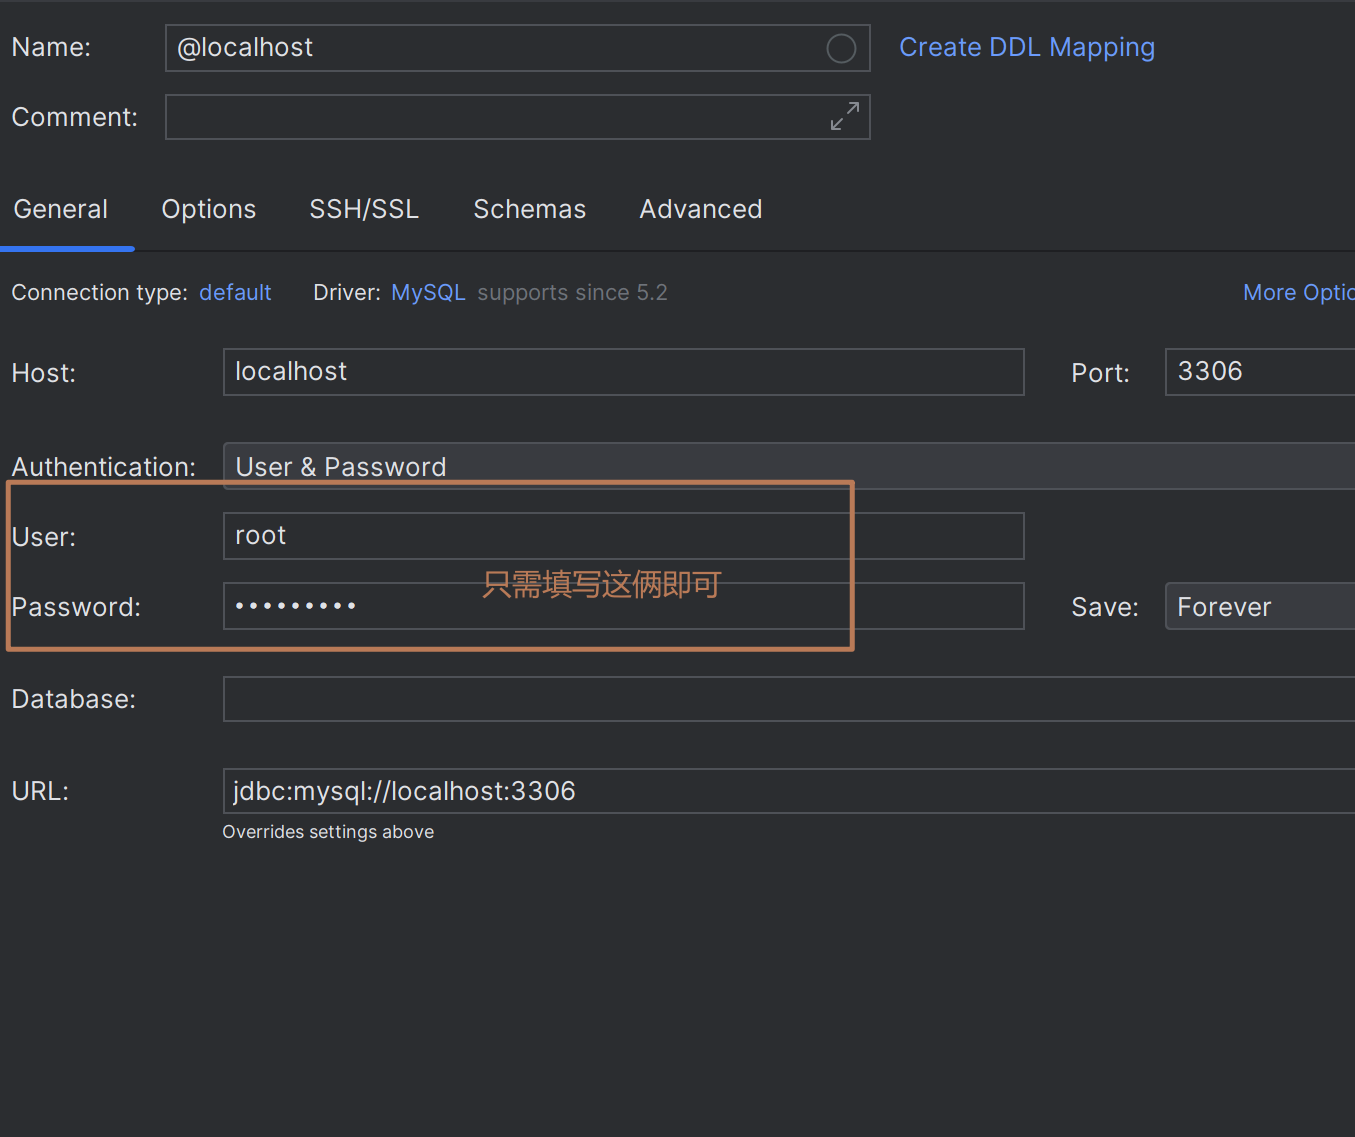 Name: @localhost Create DDL Mapping
Comment:
General Options SSH/SSL Schemas Advanced
Connection type: default Driver: MySQL supports since 5.2 More Optio
Host: localhost Port: 3306
Authentication: User & Password
User: root
只需填写这俩即可
Password: ••••••••• Save: Forever
Database:
URL: jdbc:mysql://localhost:3306
Overrides settings above